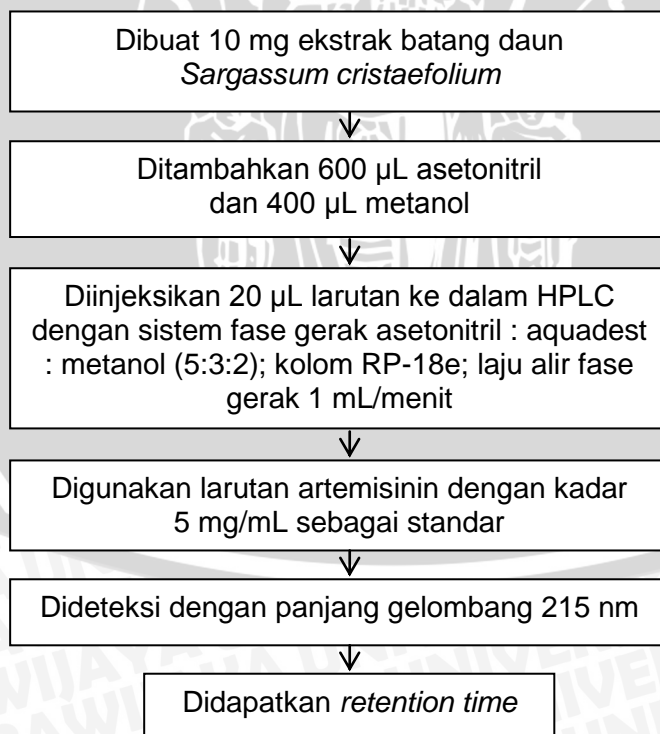 Dibuat 10 mg ekstrak batang daun
Sargassum cristaefolium
Ditambahkan 600 µL asetonitril
dan 400 µL metanol
Diinjeksikan 20 µL larutan ke dalam HPLC
dengan sistem fase gerak asetonitril : aquadest
: metanol (5:3:2); kolom RP-18e; laju alir fase
gerak 1 mL/menit
Digunakan larutan artemisinin dengan kadar
5 mg/mL sebagai standar
Dideteksi dengan panjang gelombang 215 nm
Didapatkan retention time